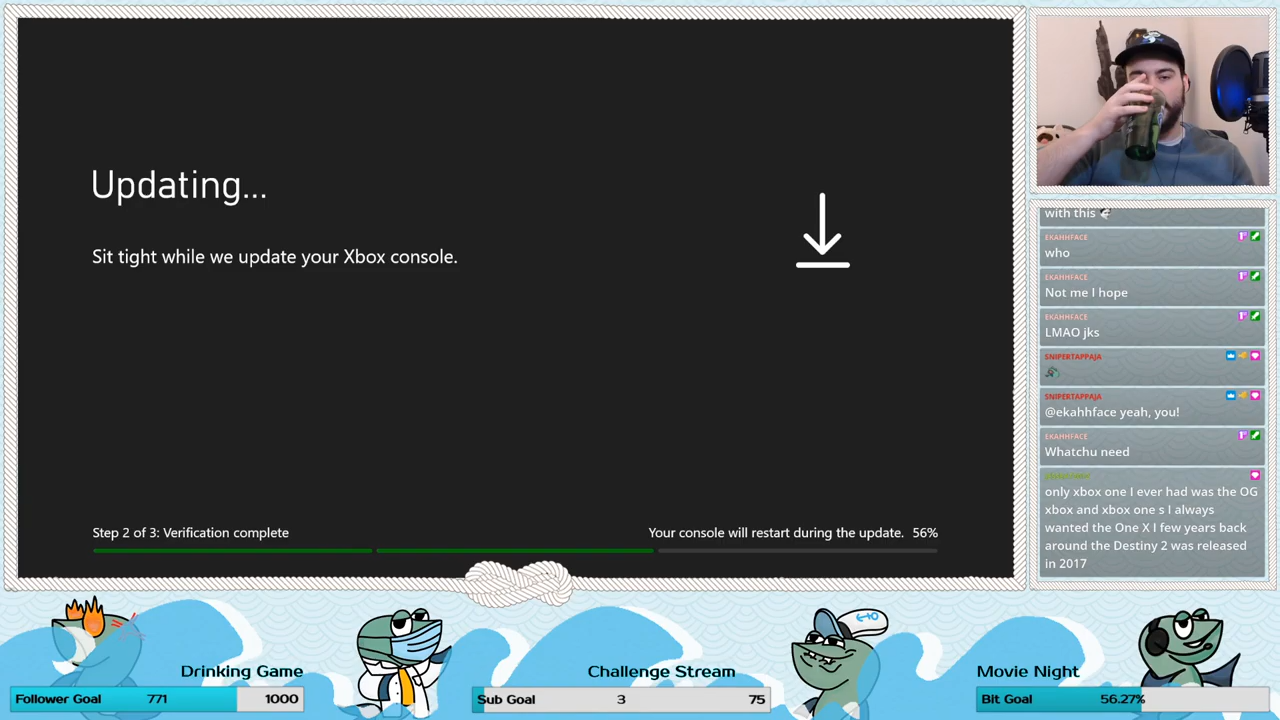 Updating...
Sit tight while we update your Xbox console.
Step 2 of 3: Verification complete
Your console will restart during the update. 56%
with this
EKAHHFACE
who
EKAHHFACE
Not me I hope
EKAHHFACE
LMAO jks
SNIPERTAPPAJA
SNIPERTAPPAJA
@ekahhface yeah, you!
EKAHHFACE
Whatchu need
only xbox one I ever had was the OG
xbox and xbox one s I always
wanted the One X I few years back
around the Destiny 2 was released
in 2017
Drinking Game
Follower Goal 771 1000
Challenge Stream
Sub Goal 3 75
Movie Night
Bit Goal 56.27%